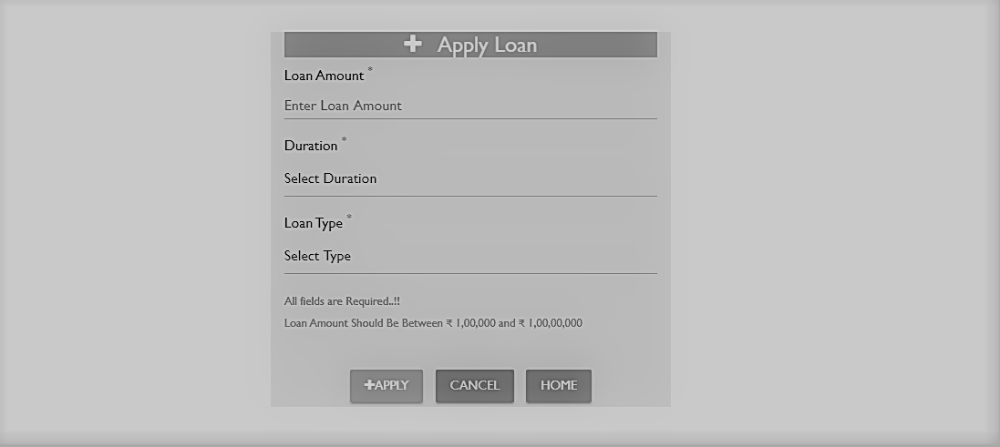 ✚ Apply Loan
Loan Amount *
Enter Loan Amount
Duration *
Select Duration
Loan Type *
Select Type
All fields are Required..!!
Loan Amount Should Be Between ₹ 1,00,000 and ₹ 1,00,00,000
✚APPLY CANCEL HOME